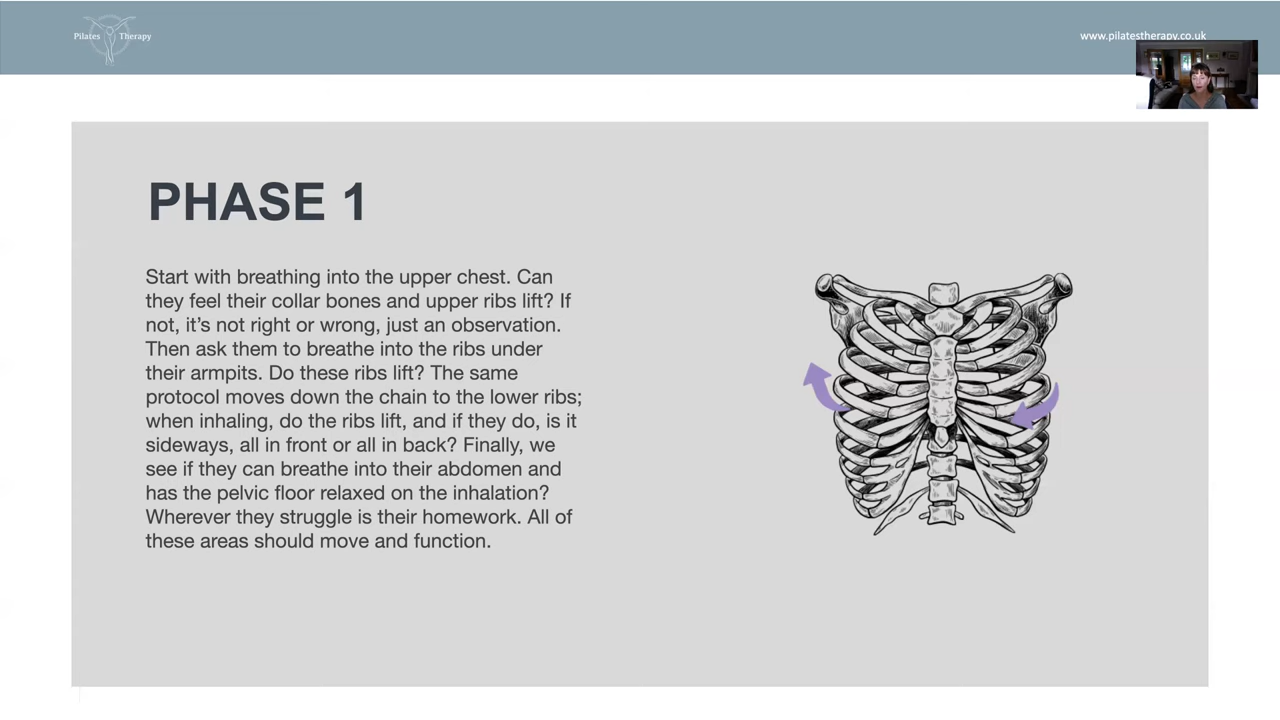 Pilates Therapy
www.pilatestherapy.co.uk
PHASE 1
Start with breathing into the upper chest. Can
they feel their collar bones and upper ribs lift? If
not, it’s not right or wrong, just an observation.
Then ask them to breathe into the ribs under
their armpits. Do these ribs lift? The same
protocol moves down the chain to the lower ribs;
when inhaling, do the ribs lift, and if they do, is it
sideways, all in front or all in back? Finally, we
see if they can breathe into their abdomen and
has the pelvic floor relaxed on the inhalation?
Wherever they struggle is their homework. All of
these areas should move and function.